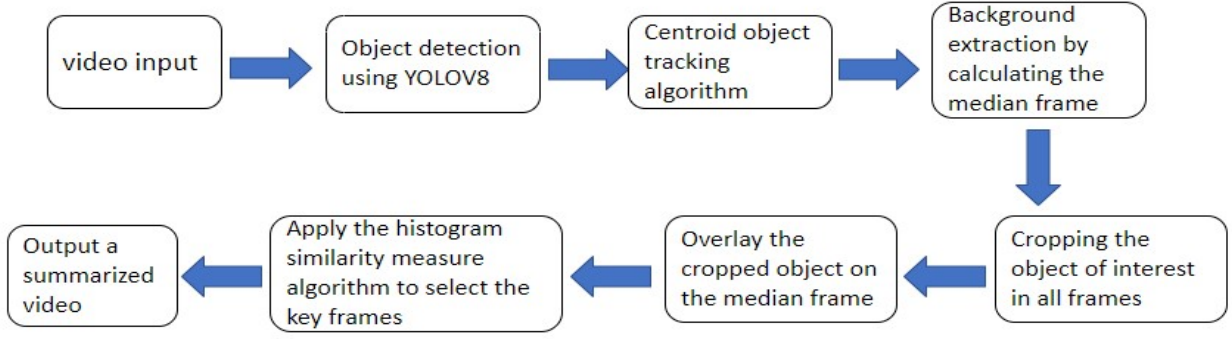 video input
Object detection
using YOLOV8
Centroid object
tracking
algorithm
Background
extraction by
calculating the
median frame
Cropping the
object of interest
in all frames
Overlay the
cropped object on
the median frame
Apply the histogram
similarity measure
algorithm to select the
key frames
Output a
summarized
video